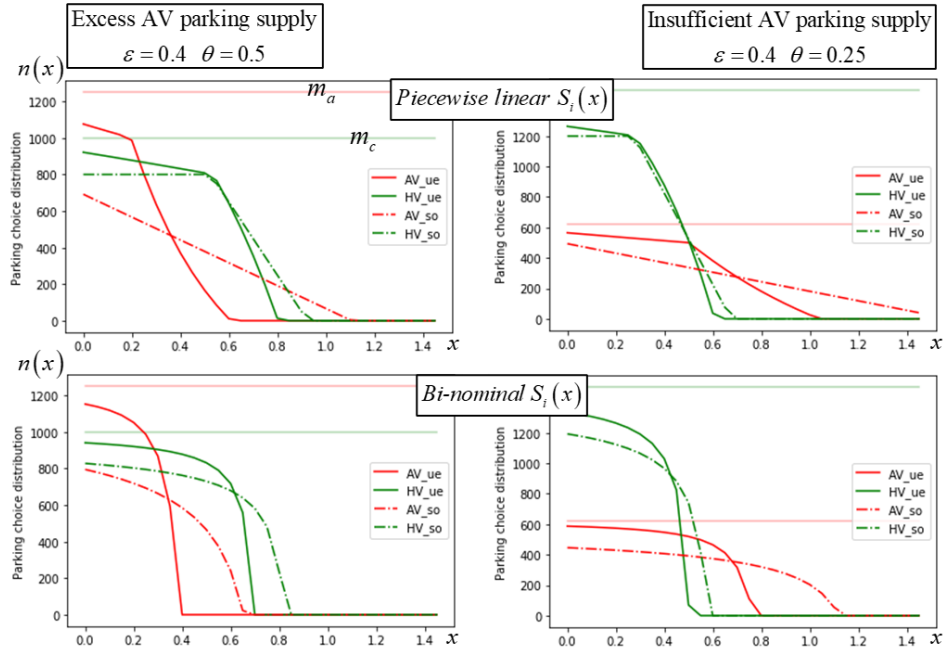 Excess AV parking supply
ε = 0.4 θ = 0.5
Insufficient AV parking supply
ε = 0.4 θ = 0.25
n(x)
m_a
m_c
Piecewise linear S_i(x)
Parking choice distribution
1200
1000
800
600
400
200
0
AV_ue
HV_ue
AV_so
HV_so
0.0 0.2 0.4 0.6 0.8 1.0 1.2 1.4 x
Parking choice distribution
1200
1000
800
600
400
200
0
AV_ue
HV_ue
AV_so
HV_so
0.0 0.2 0.4 0.6 0.8 1.0 1.2 1.4 x
n(x)
Bi-nominal S_i(x)
Parking choice distribution
1200
1000
800
600
400
200
0
AV_ue
HV_ue
AV_so
HV_so
0.0 0.2 0.4 0.6 0.8 1.0 1.2 1.4 x
Parking choice distribution
1200
1000
800
600
400
200
0
AV_ue
HV_ue
AV_so
HV_so
0.0 0.2 0.4 0.6 0.8 1.0 1.2 1.4 x